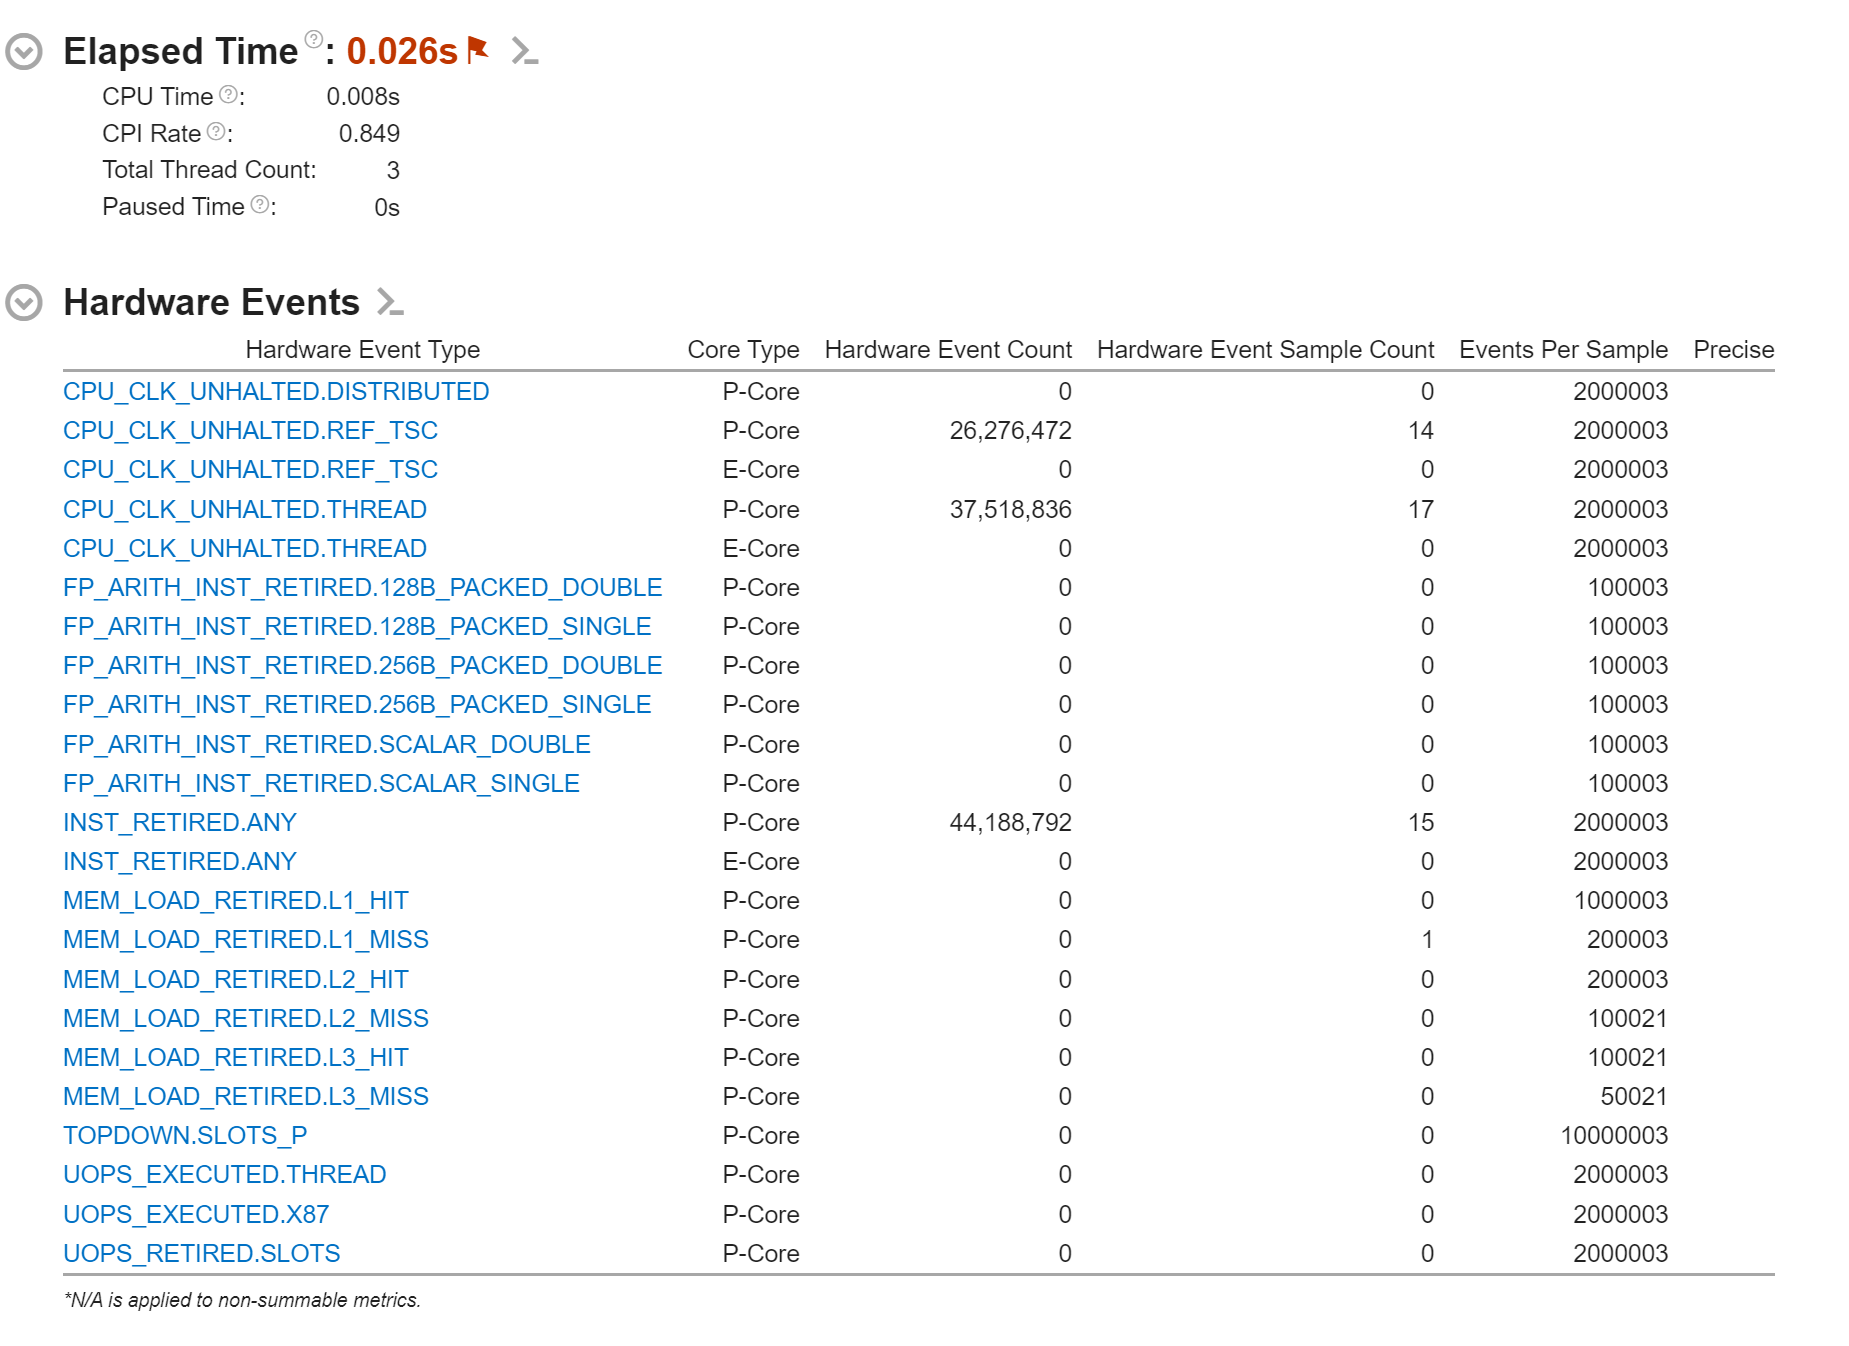 Elapsed Time ?: 0.026s
CPU Time ?: 0.008s
CPI Rate ?: 0.849
Total Thread Count: 3
Paused Time ?: 0s
Hardware Events
Hardware Event Type Core Type Hardware Event Count Hardware Event Sample Count Events Per Sample Precise
CPU_CLK_UNHALTED.DISTRIBUTED P-Core 0 0 2000003
CPU_CLK_UNHALTED.REF_TSC P-Core 26,276,472 14 2000003
CPU_CLK_UNHALTED.REF_TSC E-Core 0 0 2000003
CPU_CLK_UNHALTED.THREAD P-Core 37,518,836 17 2000003
CPU_CLK_UNHALTED.THREAD E-Core 0 0 2000003
FP_ARITH_INST_RETIRED.128B_PACKED_DOUBLE P-Core 0 0 100003
FP_ARITH_INST_RETIRED.128B_PACKED_SINGLE P-Core 0 0 100003
FP_ARITH_INST_RETIRED.256B_PACKED_DOUBLE P-Core 0 0 100003
FP_ARITH_INST_RETIRED.256B_PACKED_SINGLE P-Core 0 0 100003
FP_ARITH_INST_RETIRED.SCALAR_DOUBLE P-Core 0 0 100003
FP_ARITH_INST_RETIRED.SCALAR_SINGLE P-Core 0 0 100003
INST_RETIRED.ANY P-Core 44,188,792 15 2000003
INST_RETIRED.ANY E-Core 0 0 2000003
MEM_LOAD_RETIRED.L1_HIT P-Core 0 0 1000003
MEM_LOAD_RETIRED.L1_MISS P-Core 0 1 200003
MEM_LOAD_RETIRED.L2_HIT P-Core 0 0 200003
MEM_LOAD_RETIRED.L2_MISS P-Core 0 0 100021
MEM_LOAD_RETIRED.L3_HIT P-Core 0 0 100021
MEM_LOAD_RETIRED.L3_MISS P-Core 0 0 50021
TOPDOWN.SLOTS_P P-Core 0 0 10000003
UOPS_EXECUTED.THREAD P-Core 0 0 2000003
UOPS_EXECUTED.X87 P-Core 0 0 2000003
UOPS_RETIRED.SLOTS P-Core 0 0 2000003
*N/A is applied to non-summable metrics.